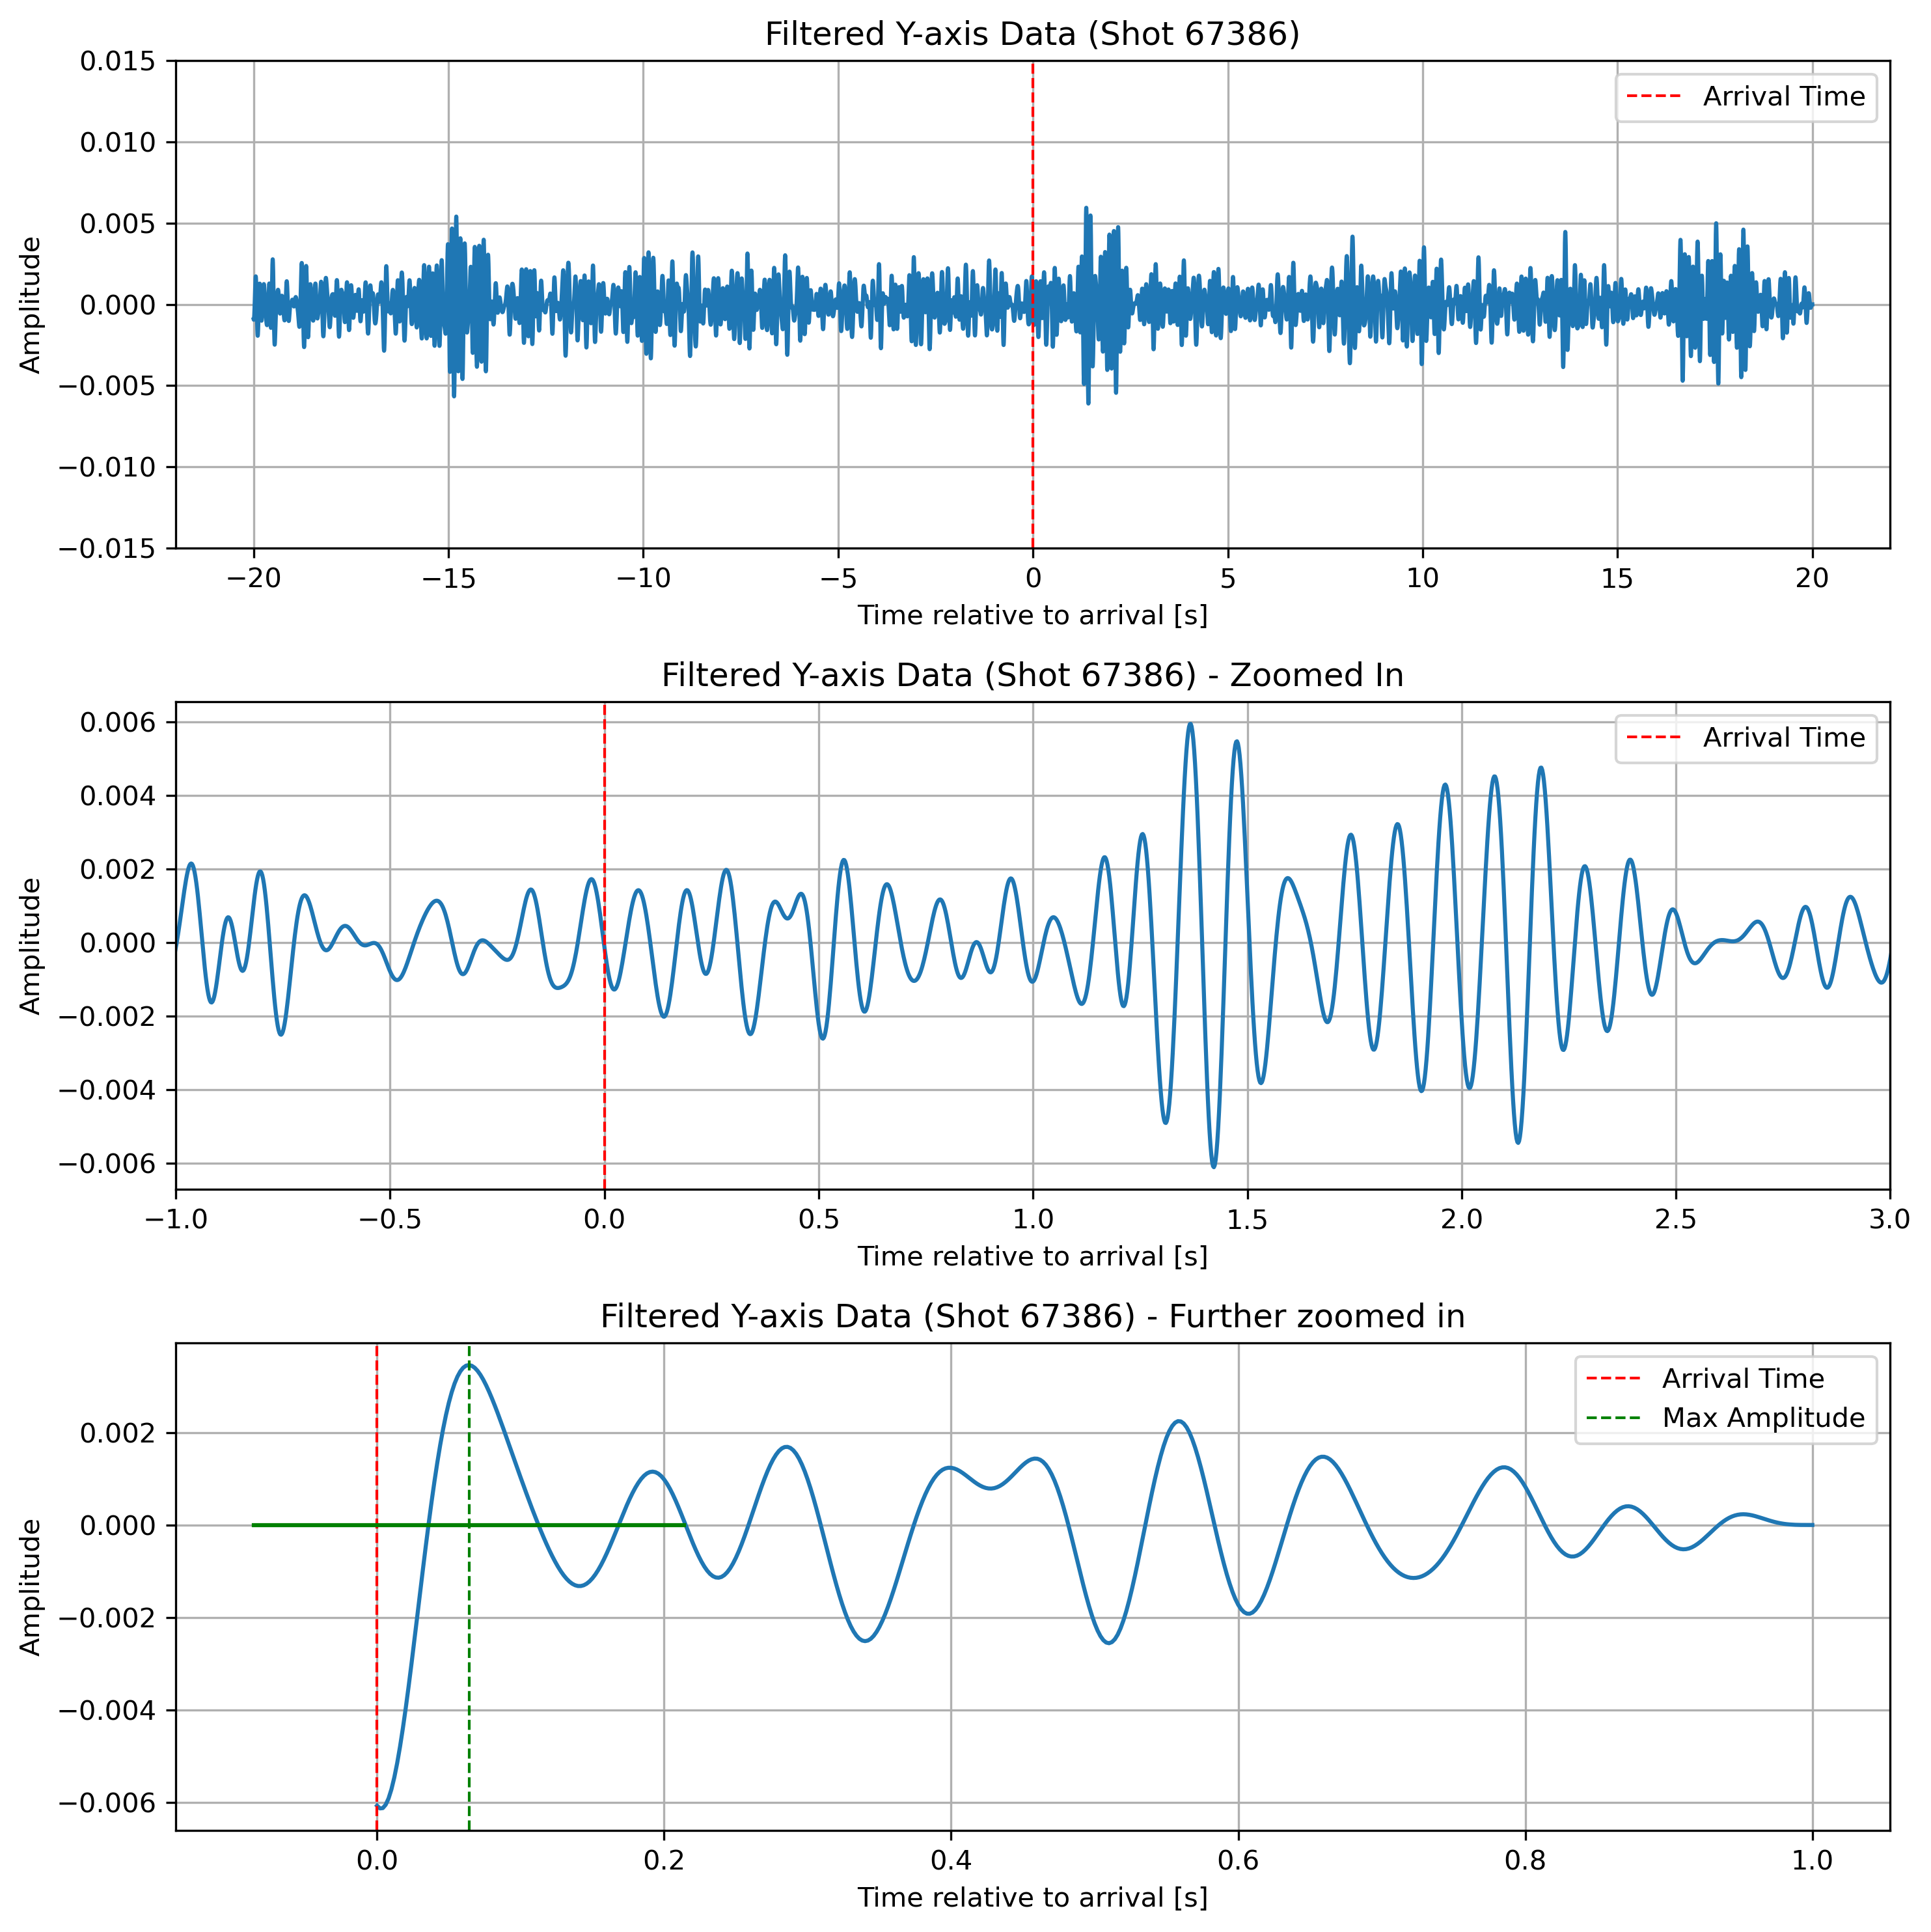 Filtered Y-axis Data (Shot 67386)
0.015
0.010
0.005
0.000
−0.005
−0.010
−0.015
Amplitude
Arrival Time
−20 −15 −10 −5 0 5 10 15 20
Time relative to arrival [s]
Filtered Y-axis Data (Shot 67386) - Zoomed In
0.006
0.004
0.002
0.000
−0.002
−0.004
−0.006
Amplitude
Arrival Time
−1.0 −0.5 0.0 0.5 1.0 1.5 2.0 2.5 3.0
Time relative to arrival [s]
Filtered Y-axis Data (Shot 67386) - Further zoomed in
0.002
0.000
−0.002
−0.004
−0.006
Amplitude
Arrival Time
Max Amplitude
0.0 0.2 0.4 0.6 0.8 1.0
Time relative to arrival [s]